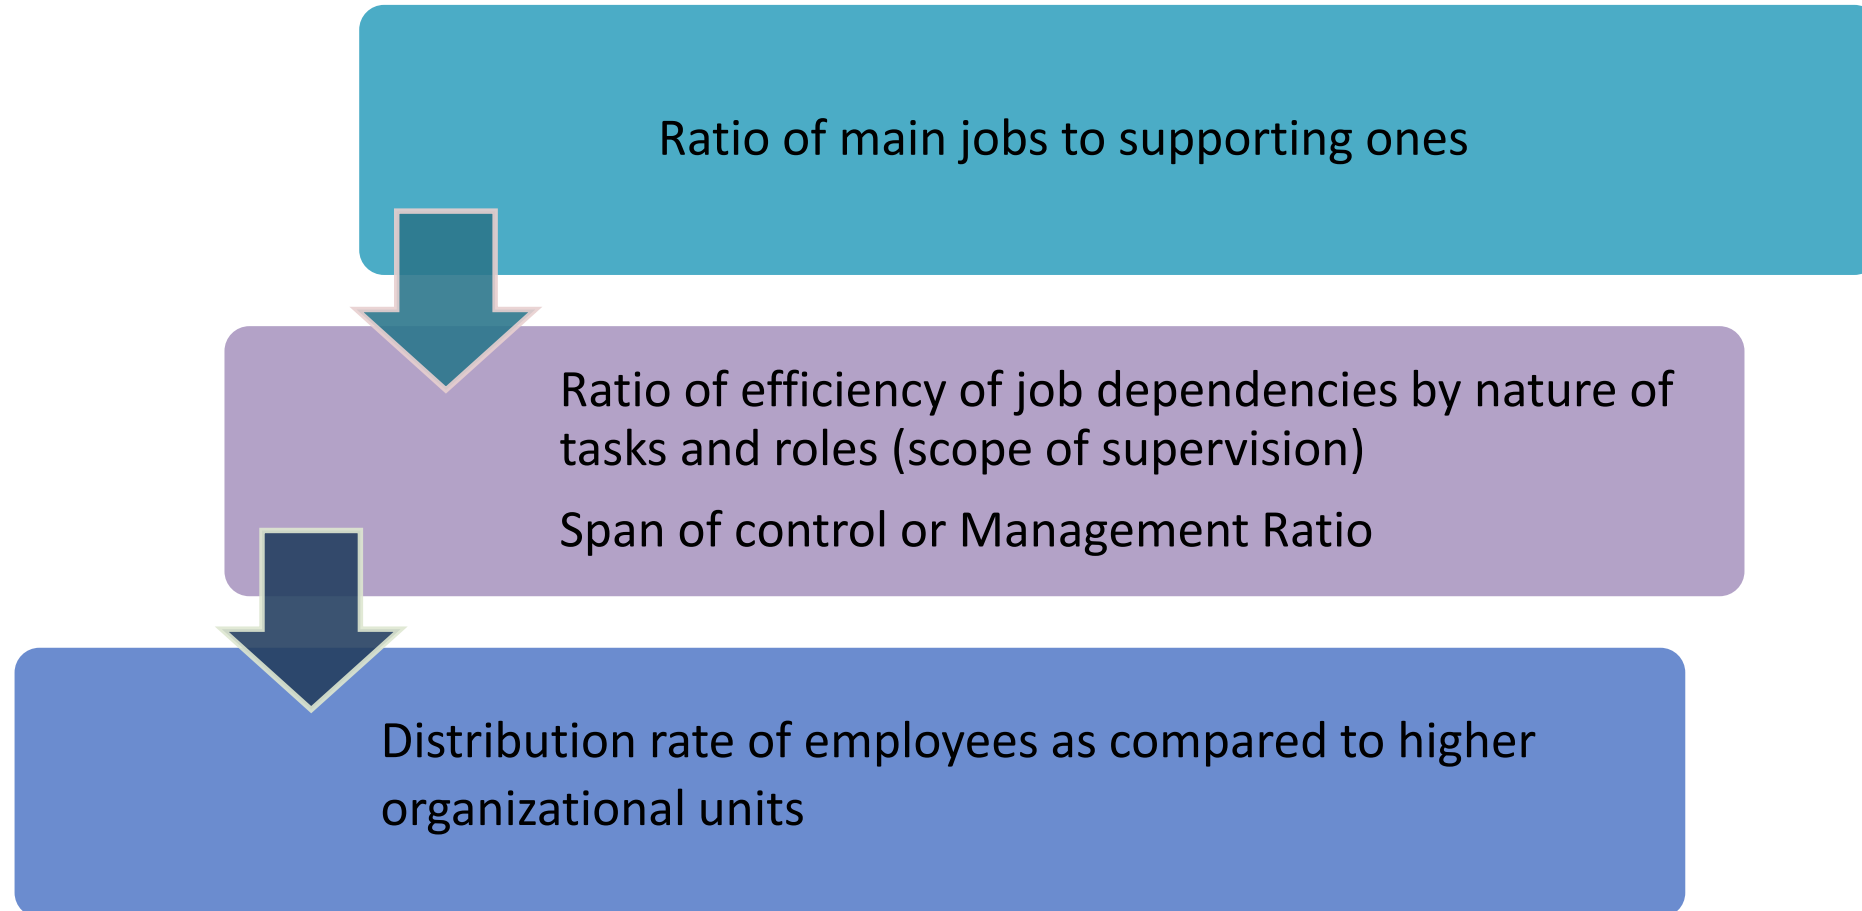 Ratio of main jobs to supporting ones
Ratio of efficiency of job dependencies by nature of
tasks and roles (scope of supervision)
Span of control or Management Ratio
Distribution rate of employees as compared to higher
organizational units